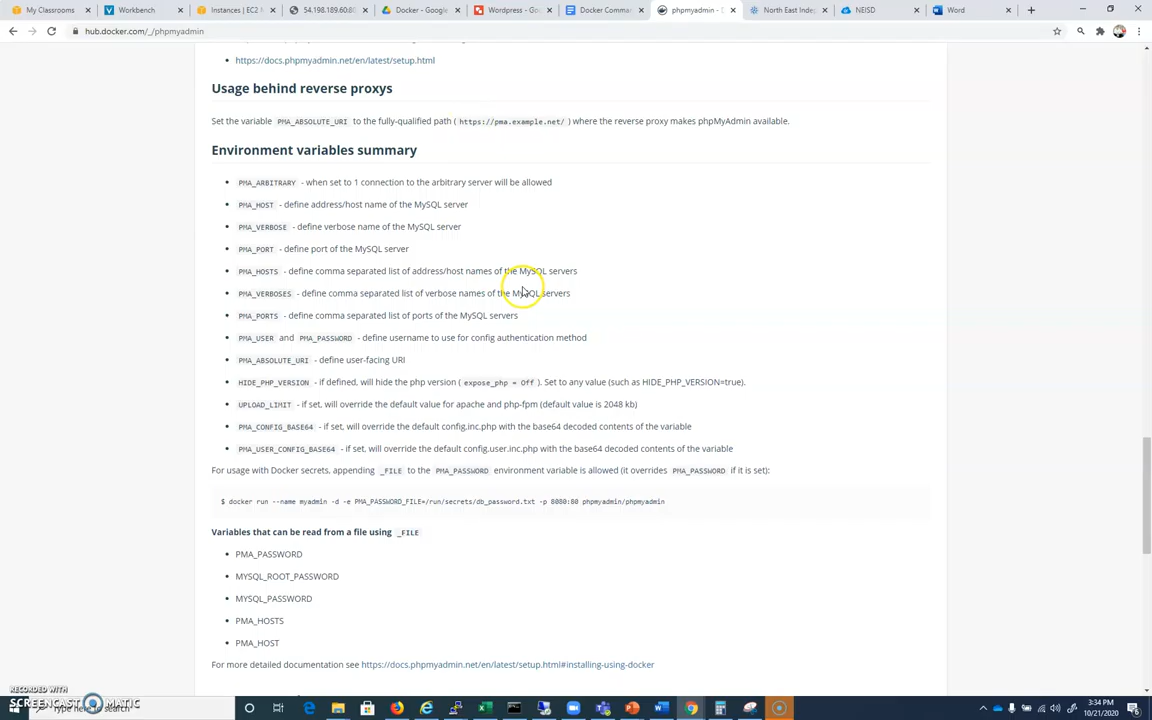 My Classrooms
Workbench
Instances | EC2 M
54.198.189.60:80
Docker - Google
Wordpress - Goo
Docker Comman
phpmyadmin - D
North East Indep
NEISD
Word
hub.docker.com/_/phpmyadmin
https://docs.phpmyadmin.net/en/latest/setup.html
Usage behind reverse proxys
Set the variable PMA_ABSOLUTE_URI to the fully-qualified path ( https://pma.example.net/ ) where the reverse proxy makes phpMyAdmin available.
Environment variables summary
PMA_ARBITRARY - when set to 1 connection to the arbitrary server will be allowed
PMA_HOST - define address/host name of the MySQL server
PMA_VERBOSE - define verbose name of the MySQL server
PMA_PORT - define port of the MySQL server
PMA_HOSTS - define comma separated list of address/host names of the MySQL servers
PMA_VERBOSES - define comma separated list of verbose names of the MySQL servers
PMA_PORTS - define comma separated list of ports of the MySQL servers
PMA_USER and PMA_PASSWORD - define username to use for config authentication method
PMA_ABSOLUTE_URI - define user-facing URI
HIDE_PHP_VERSION - if defined, will hide the php version ( expose_php = Off ). Set to any value (such as HIDE_PHP_VERSION=true).
UPLOAD_LIMIT - if set, will override the default value for apache and php-fpm (default value is 2048 kb)
PMA_CONFIG_BASE64 - if set, will override the default config.inc.php with the base64 decoded contents of the variable
PMA_USER_CONFIG_BASE64 - if set, will override the default config.user.inc.php with the base64 decoded contents of the variable
For usage with Docker secrets, appending _FILE to the PMA_PASSWORD environment variable is allowed (it overrides PMA_PASSWORD if it is set):
$ docker run --name myadmin -d -e PMA_PASSWORD_FILE=/run/secrets/db_password.txt -p 8080:80 phpmyadmin/phpmyadmin
Variables that can be read from a file using _FILE
PMA_PASSWORD
MYSQL_ROOT_PASSWORD
MYSQL_PASSWORD
PMA_HOSTS
PMA_HOST
For more detailed documentation see https://docs.phpmyadmin.net/en/latest/setup.html#installing-using-docker
RECORDED WITH
SCREENCAST MATIC
Type here to search
3:34 PM
10/21/2020